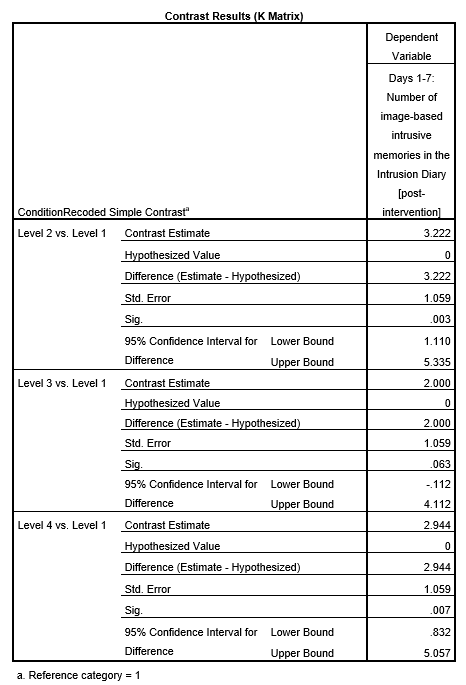 Contrast Results (K Matrix)
Dependent
Variable
Days 1-7:
Number of
image-based
intrusive
memories in the
Intrusion Diary
[post-
ConditionRecoded Simple Contrastᵃ intervention]
Level 2 vs. Level 1 Contrast Estimate 3.222
Hypothesized Value 0
Difference (Estimate - Hypothesized) 3.222
Std. Error 1.059
Sig. .003
95% Confidence Interval for Lower Bound 1.110
Difference Upper Bound 5.335
Level 3 vs. Level 1 Contrast Estimate 2.000
Hypothesized Value 0
Difference (Estimate - Hypothesized) 2.000
Std. Error 1.059
Sig. .063
95% Confidence Interval for Lower Bound -.112
Difference Upper Bound 4.112
Level 4 vs. Level 1 Contrast Estimate 2.944
Hypothesized Value 0
Difference (Estimate - Hypothesized) 2.944
Std. Error 1.059
Sig. .007
95% Confidence Interval for Lower Bound .832
Difference Upper Bound 5.057
a. Reference category = 1